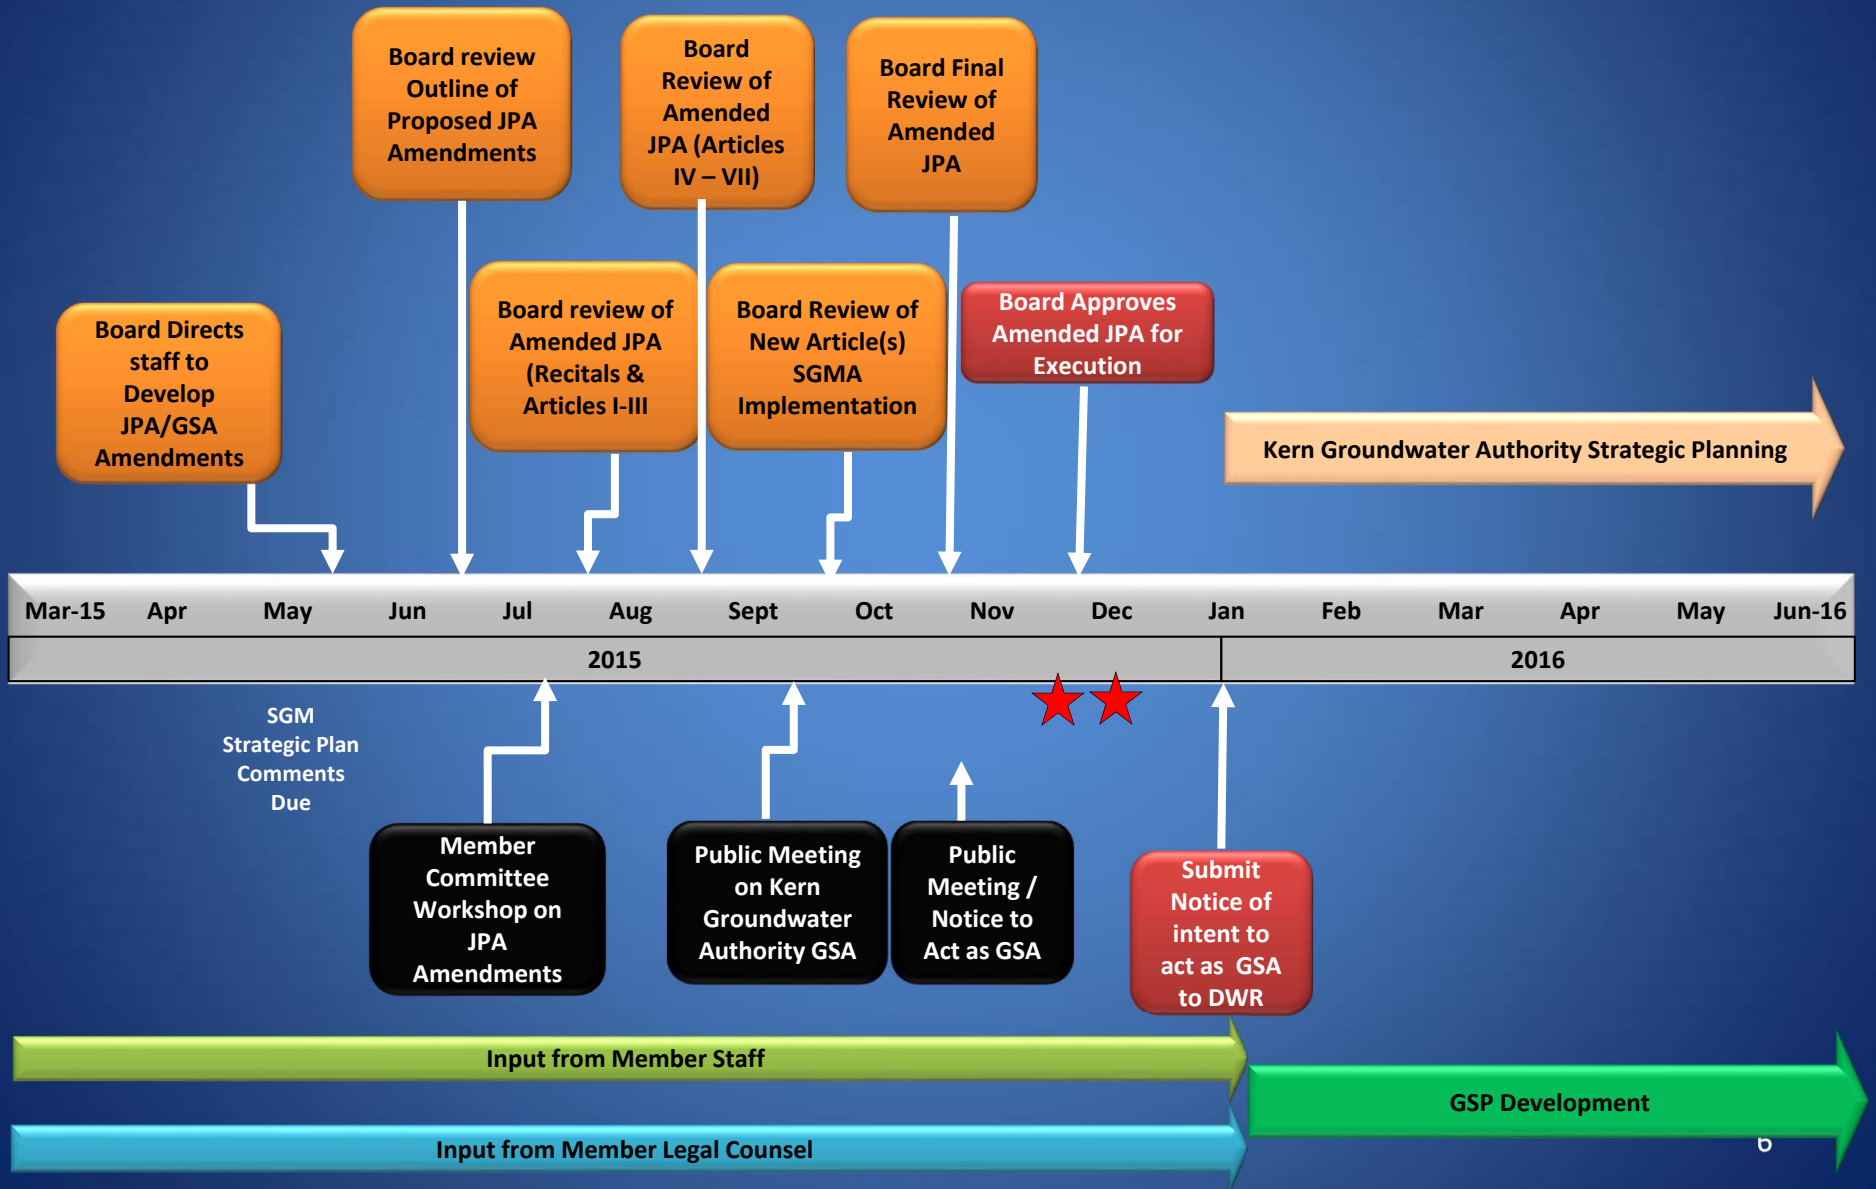 Board review
Outline of
Proposed JPA
Amendments
Board
Review of
Amended
JPA (Articles
IV – VII)
Board Final
Review of
Amended
JPA
Board Directs
staff to
Develop
JPA/GSA
Amendments
Board review of
Amended JPA
(Recitals &
Articles I-III
Board Review of
New Article(s)
SGMA
Implementation
Board Approves
Amended JPA for
Execution
Kern Groundwater Authority Strategic Planning
Mar-15 Apr May Jun Jul Aug Sept Oct Nov Dec Jan Feb Mar Apr May Jun-16
2015 2016
SGM
Strategic Plan
Comments
Due
Member
Committee
Workshop on
JPA
Amendments
Public Meeting
on Kern
Groundwater
Authority GSA
Public
Meeting /
Notice to
Act as GSA
Submit
Notice of
intent to
act as GSA
to DWR
Input from Member Staff
GSP Development
Input from Member Legal Counsel
6